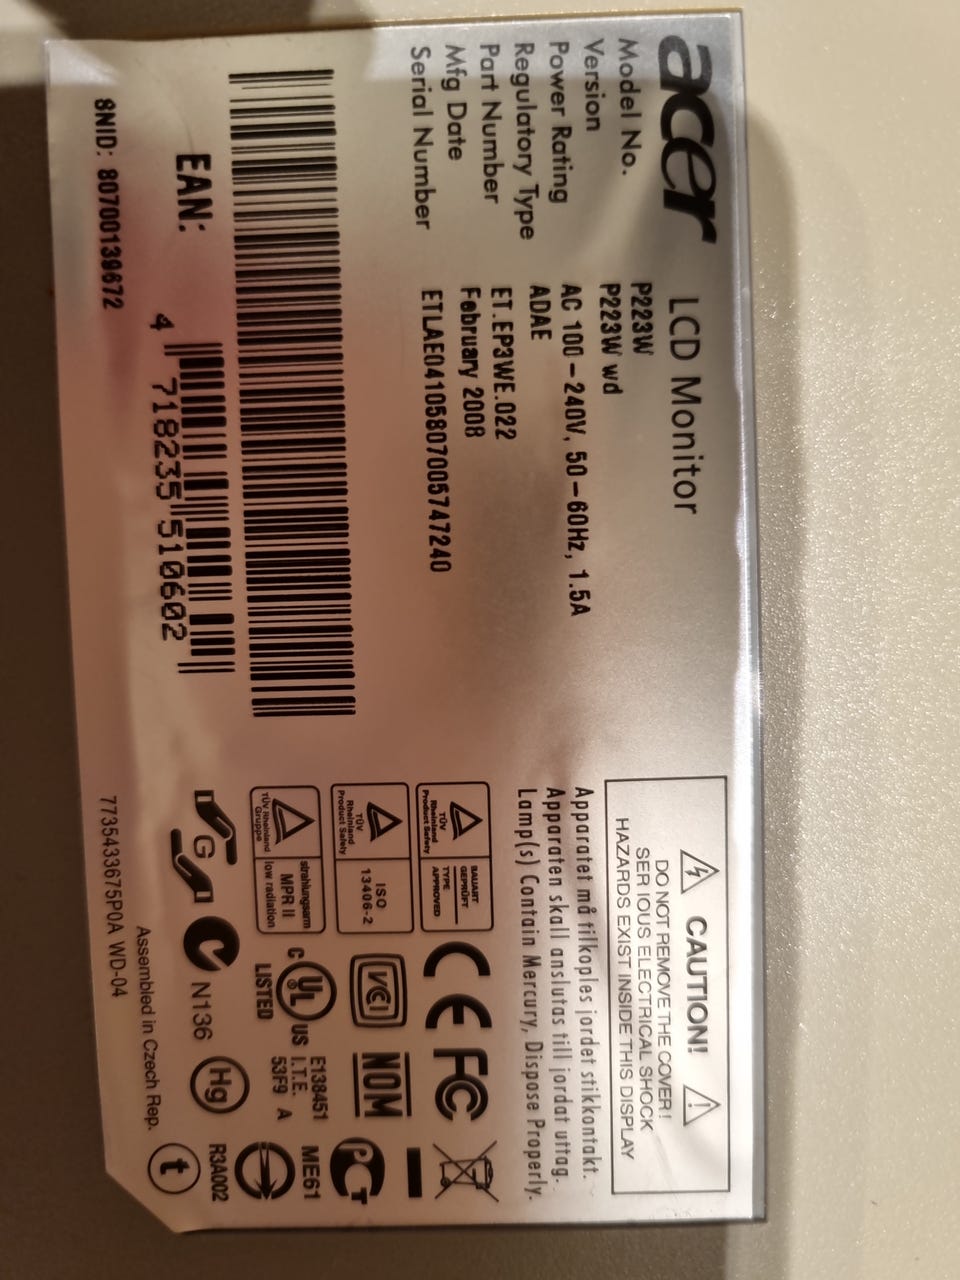 acer LCD Monitor
Model No. P223W
Version P223W wd
Power Rating AC 100-240V, 50-60Hz, 1.5A
Regulatory Type ADAE
Part Number ET.EP3WE.022
Mfg Date February 2008
Serial Number ETLAE04105807005747240
EAN:
4 718235 510602
SNID: 80700139672
CAUTION!
DO NOT REMOVE THE COVER!
SERIOUS ELECTRICAL SHOCK
HAZARDS EXIST INSIDE THIS DISPLAY
Apparatet må tilkoples jordet stikkontakt.
Apparaten skall anslutas till jordat uttag.
Lamp(s) Contain Mercury, Dispose Properly.
TÜV
Rheinland
Product Safety
BAUART
GEPRÜFT
TYPE
APPROVED
CE FC
TÜV
Rheinland
Product Safety
ISO
13406-2
VCI
NOM
PCT
TÜV Rheinland
Gruppe
strahlungsarm
MPR II
low radiation
C UL US
®
LISTED
E138451
I.T.E.
53F9 A
ME61
G
N136
Hg
R3A002
Assembled in Czech Rep.
t
7735433675P0A WD-04